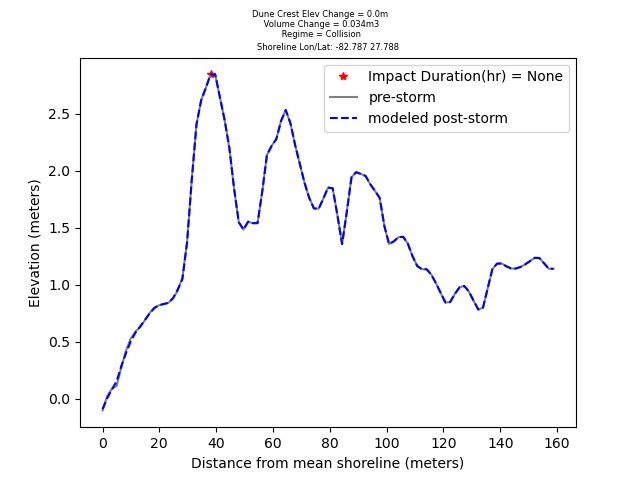 Dune Crest Elev Change = 0.0m
Volume Change = 0.034m3
Regime = Collision
Shoreline Lon/Lat: -82.787 27.788
Impact Duration(hr) = None
pre-storm
modeled post-storm
Elevation (meters)
2.5
2.0
1.5
1.0
0.5
0.0
0 20 40 60 80 100 120 140 160
Distance from mean shoreline (meters)